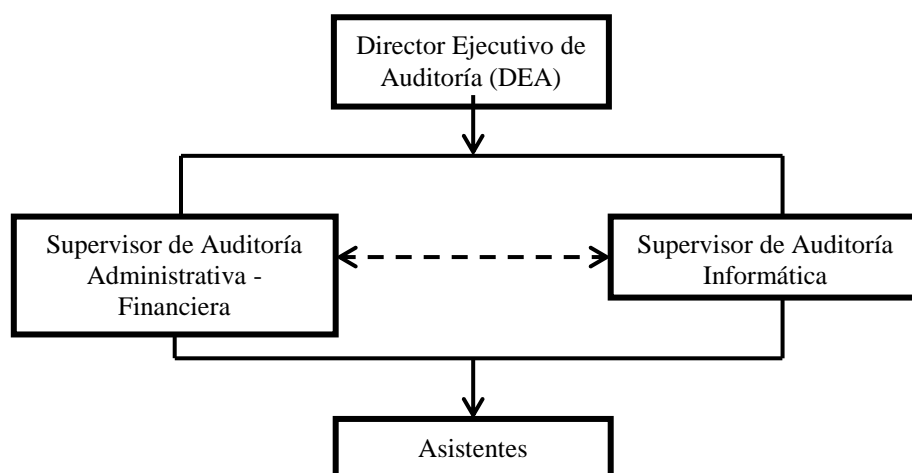 Director Ejecutivo de
Auditoría (DEA)
Supervisor de Auditoría
Administrativa -
Financiera
Supervisor de Auditoría
Informática
Asistentes